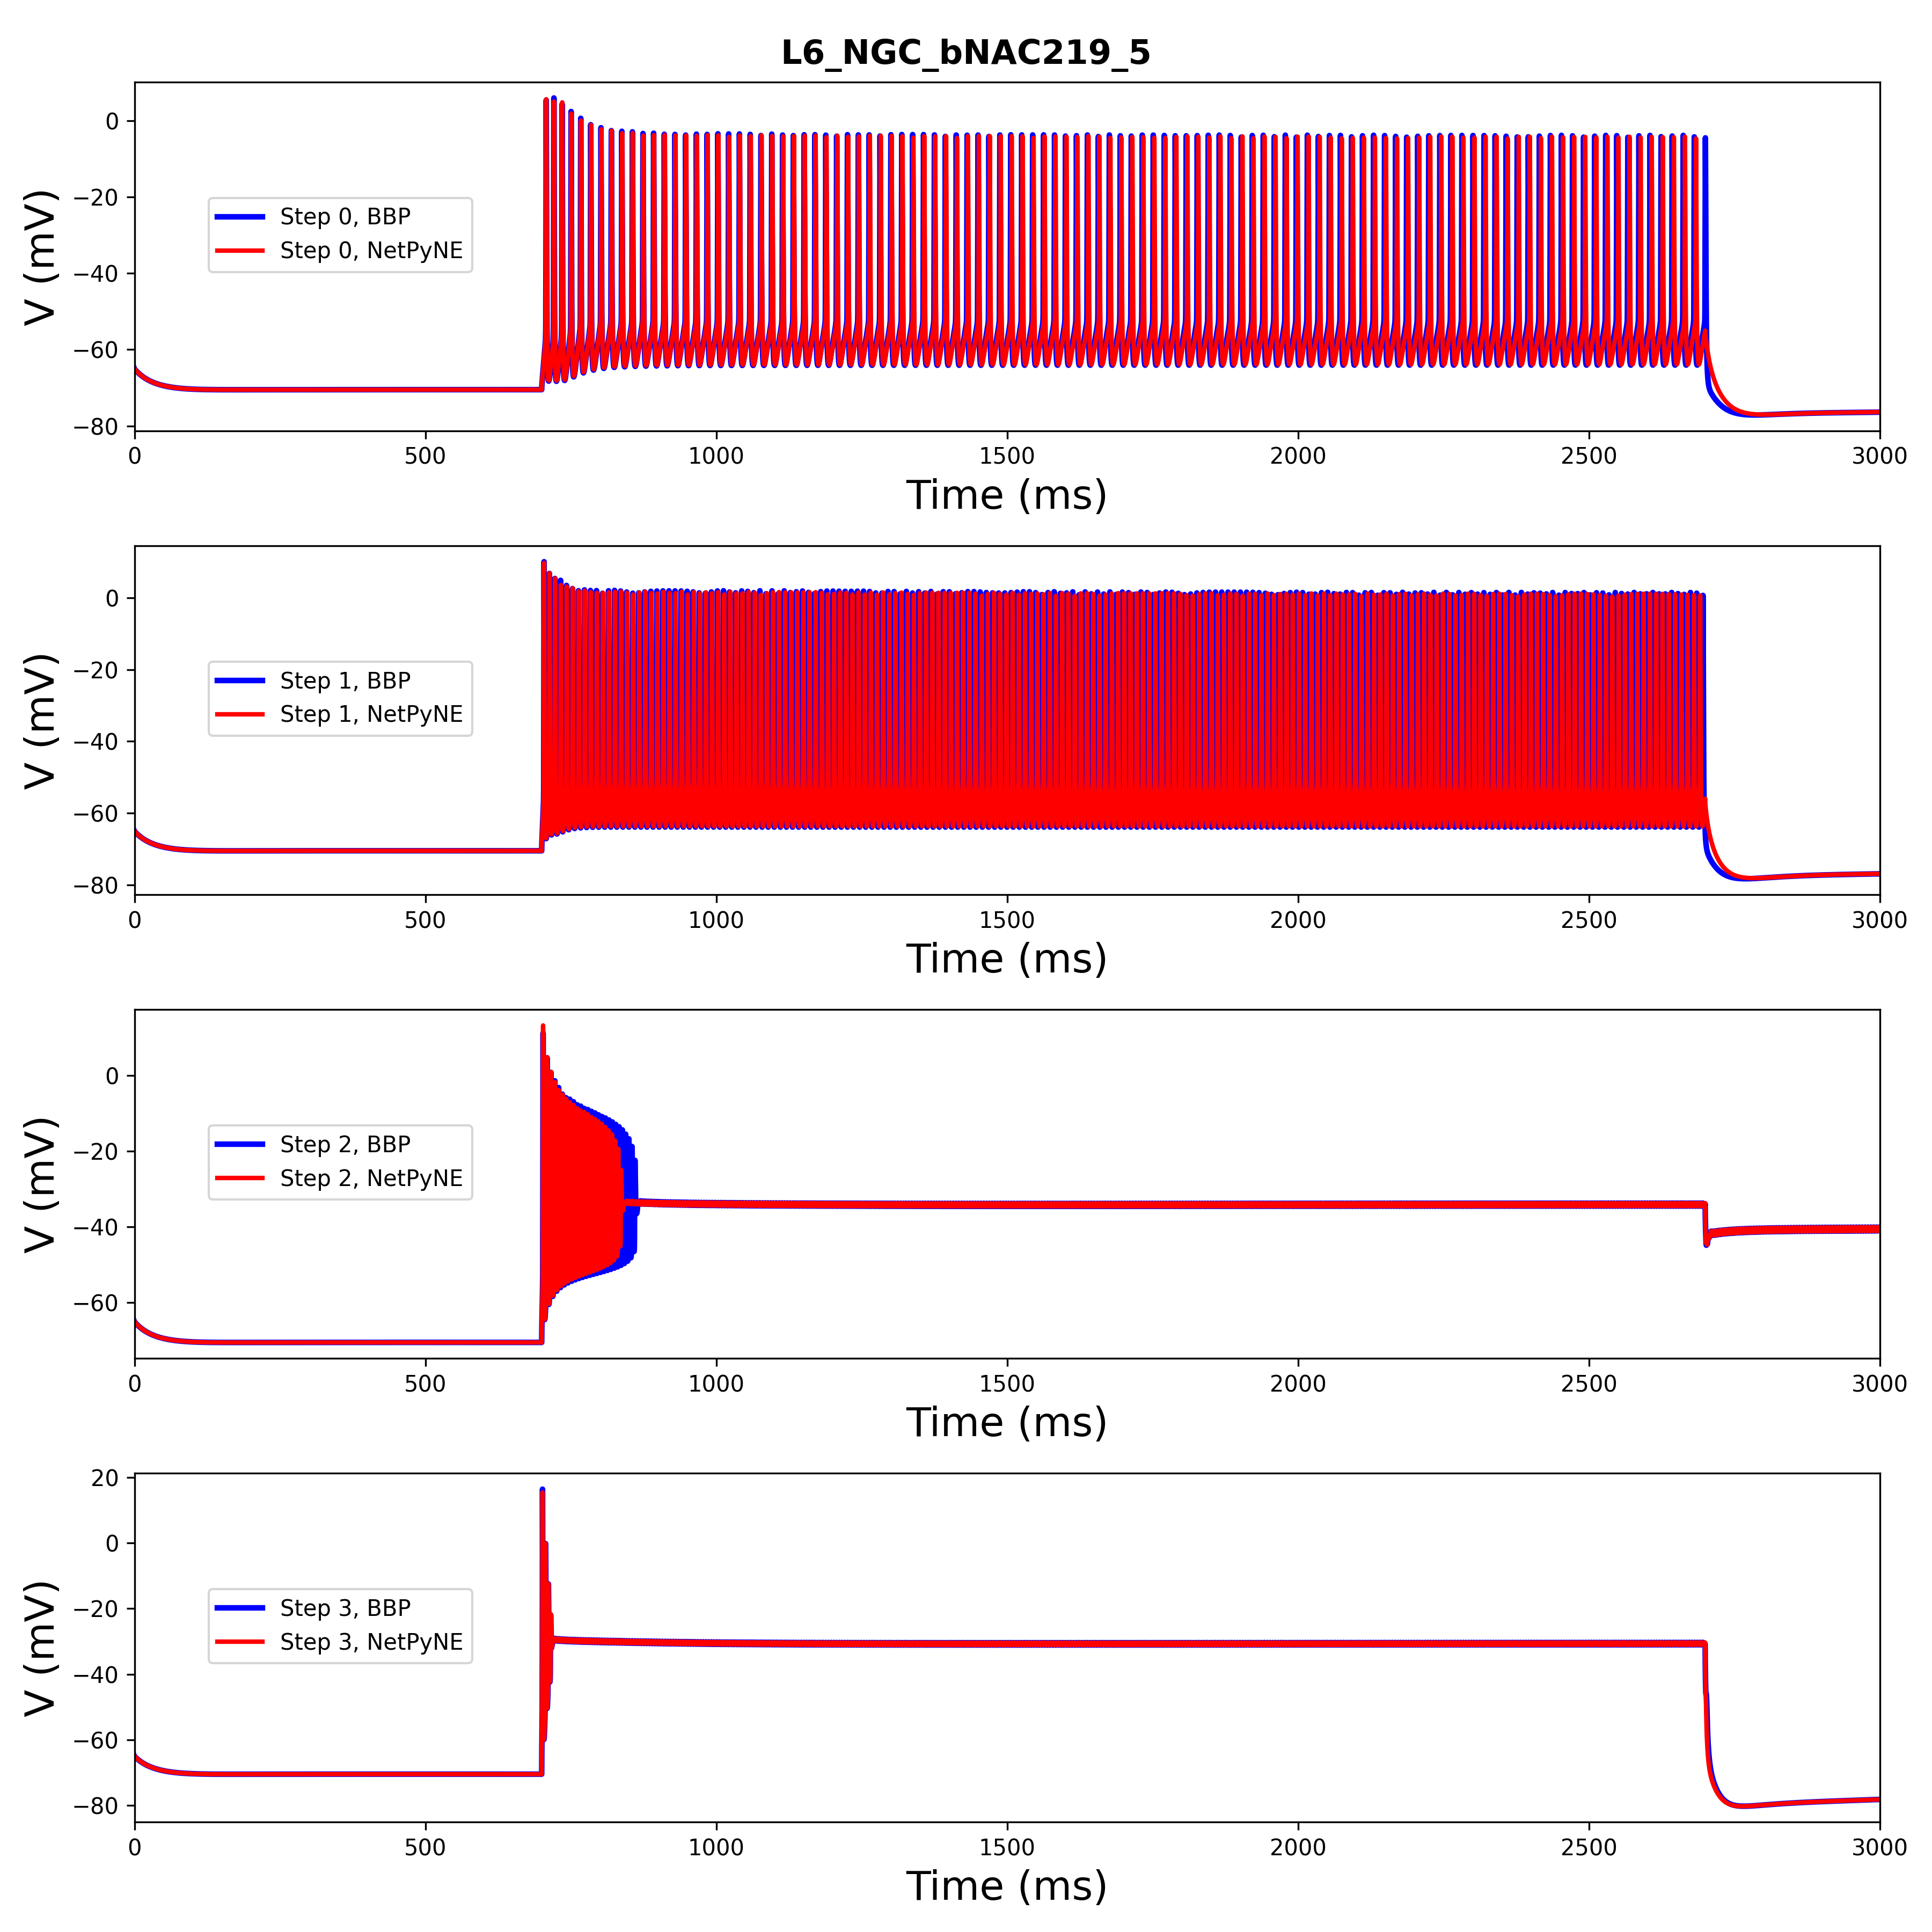 L6_NGC_bNAC219_5
0
−20
−40
−60
−80
V (mV)
Step 0, BBP
Step 0, NetPyNE
0 500 1000 1500 2000 2500 3000
Time (ms)
0
−20
−40
−60
−80
V (mV)
Step 1, BBP
Step 1, NetPyNE
0 500 1000 1500 2000 2500 3000
Time (ms)
0
−20
−40
−60
V (mV)
Step 2, BBP
Step 2, NetPyNE
0 500 1000 1500 2000 2500 3000
Time (ms)
20
0
−20
−40
−60
−80
V (mV)
Step 3, BBP
Step 3, NetPyNE
0 500 1000 1500 2000 2500 3000
Time (ms)